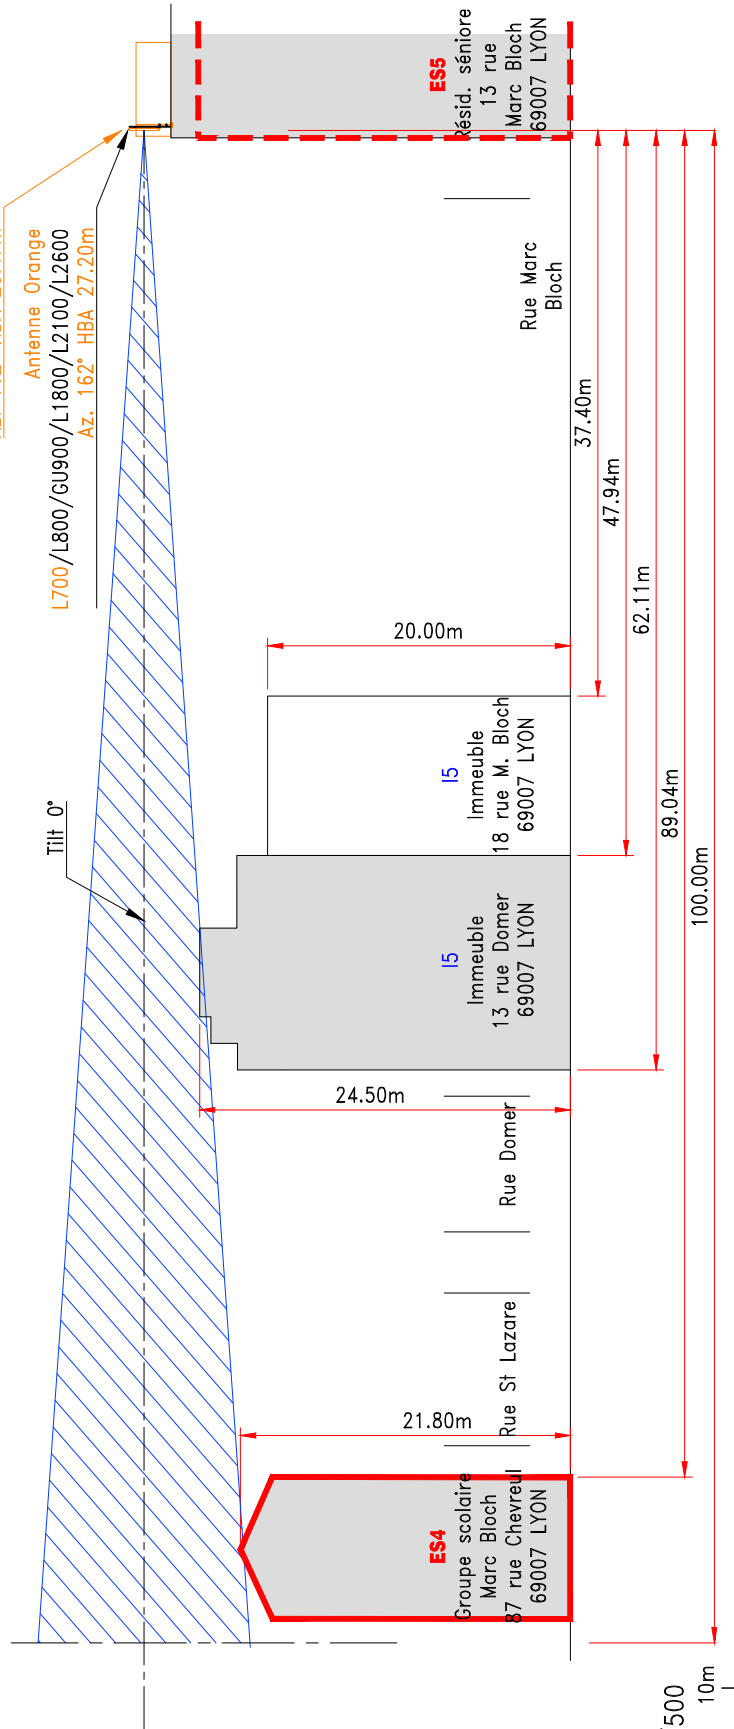 ES5
Résid. séniore
13 rue
Marc Bloch
69007 LYON
Antenne Orange
L700/L800/GU900/L1800/L2100/L2600
Az. 162° HBA 27.20m
Rue Marc
Bloch
37.40m
47.94m
62.11m
89.04m
100.00m
20.00m
Tilt 0°
I5
Immeuble
18 rue M. Bloch
69007 LYON
I5
Immeuble
13 rue Domer
69007 LYON
24.50m
Rue Domer
Rue St Lazare
21.80m
ES4
Groupe scolaire
Marc Bloch
87 rue Chevreul
69007 LYON
500
10m